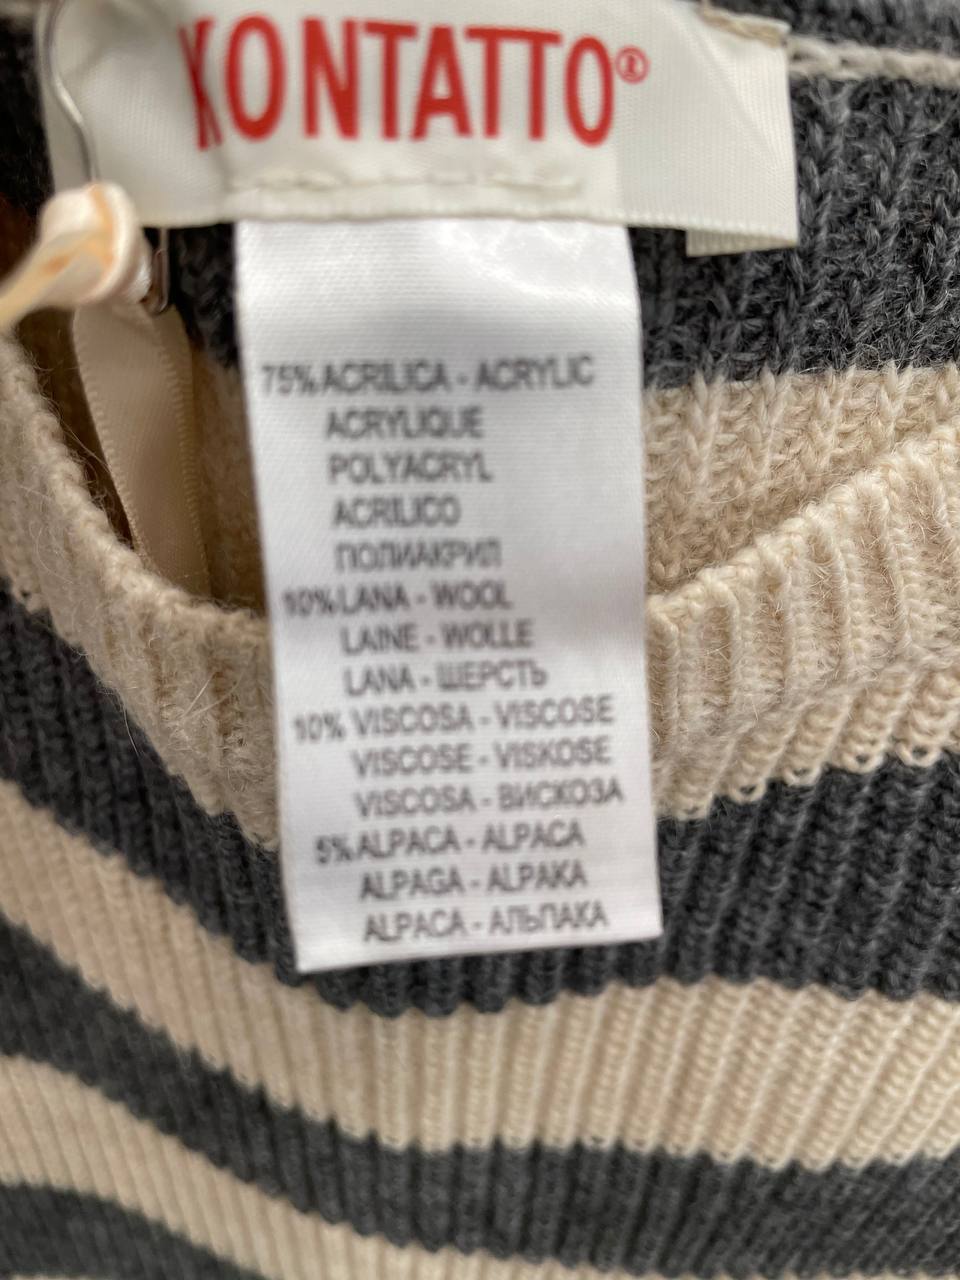 KONTATTO®
75% ACRILICA - ACRYLIC
ACRYLIQUE
POLYACRYL
ACRILICO
ПОЛИАКРИЛ
10% LANA - WOOL
LAINE - WOLLE
LANA - ШЕРСТЬ
10% VISCOSA - VISCOSE
VISCOSE - VISKOSE
VISCOSA - ВИСКОЗА
5% ALPACA - ALPACA
ALPAGA - ALPAKA
ALPACA - АЛЬПАКА